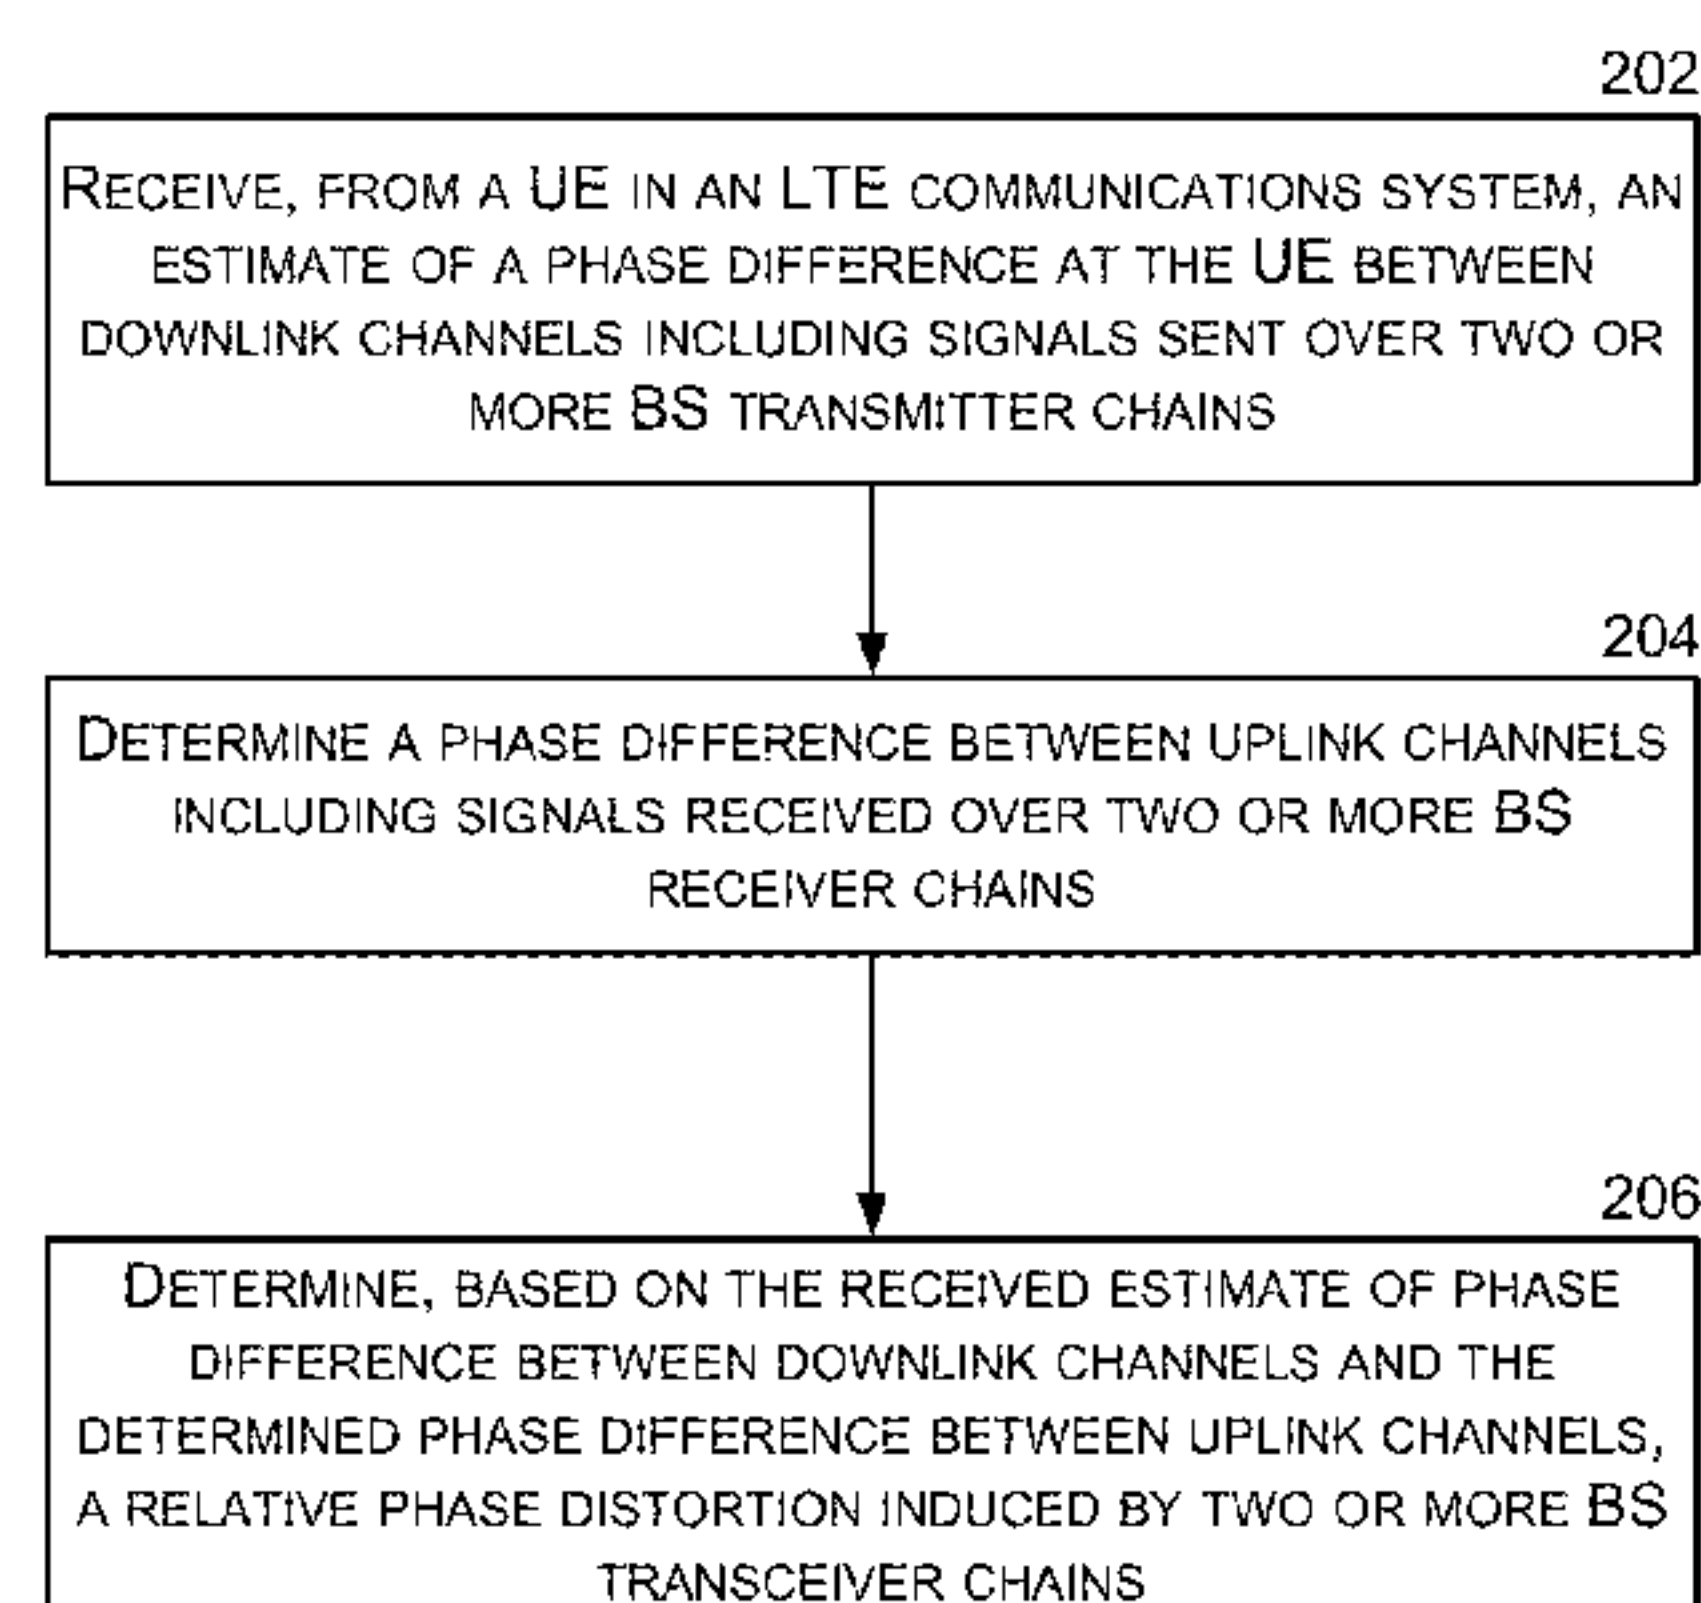 202
RECEIVE, FROM A UE IN AN LTE COMMUNICATIONS SYSTEM, AN
ESTIMATE OF A PHASE DIFFERENCE AT THE UE BETWEEN
DOWNLINK CHANNELS INCLUDING SIGNALS SENT OVER TWO OR
MORE BS TRANSMITTER CHAINS
204
DETERMINE A PHASE DIFFERENCE BETWEEN UPLINK CHANNELS
INCLUDING SIGNALS RECEIVED OVER TWO OR MORE BS
RECEIVER CHAINS
206
DETERMINE, BASED ON THE RECEIVED ESTIMATE OF PHASE
DIFFERENCE BETWEEN DOWNLINK CHANNELS AND THE
DETERMINED PHASE DIFFERENCE BETWEEN UPLINK CHANNELS,
A RELATIVE PHASE DISTORTION INDUCED BY TWO OR MORE BS
TRANSCEIVER CHAINS